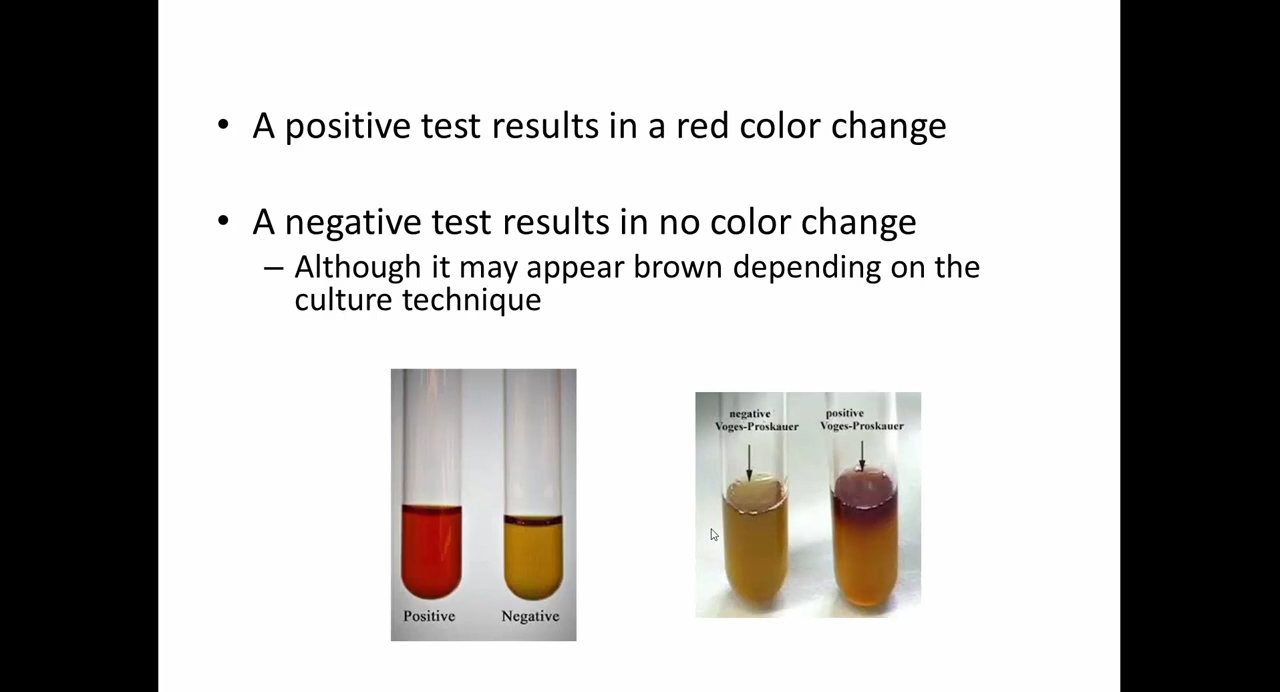 • A positive test results in a red color change
• A negative test results in no color change
– Although it may appear brown depending on the
culture technique
Positive
Negative
negative
Voges-Proskauer
positive
Voges-Proskauer